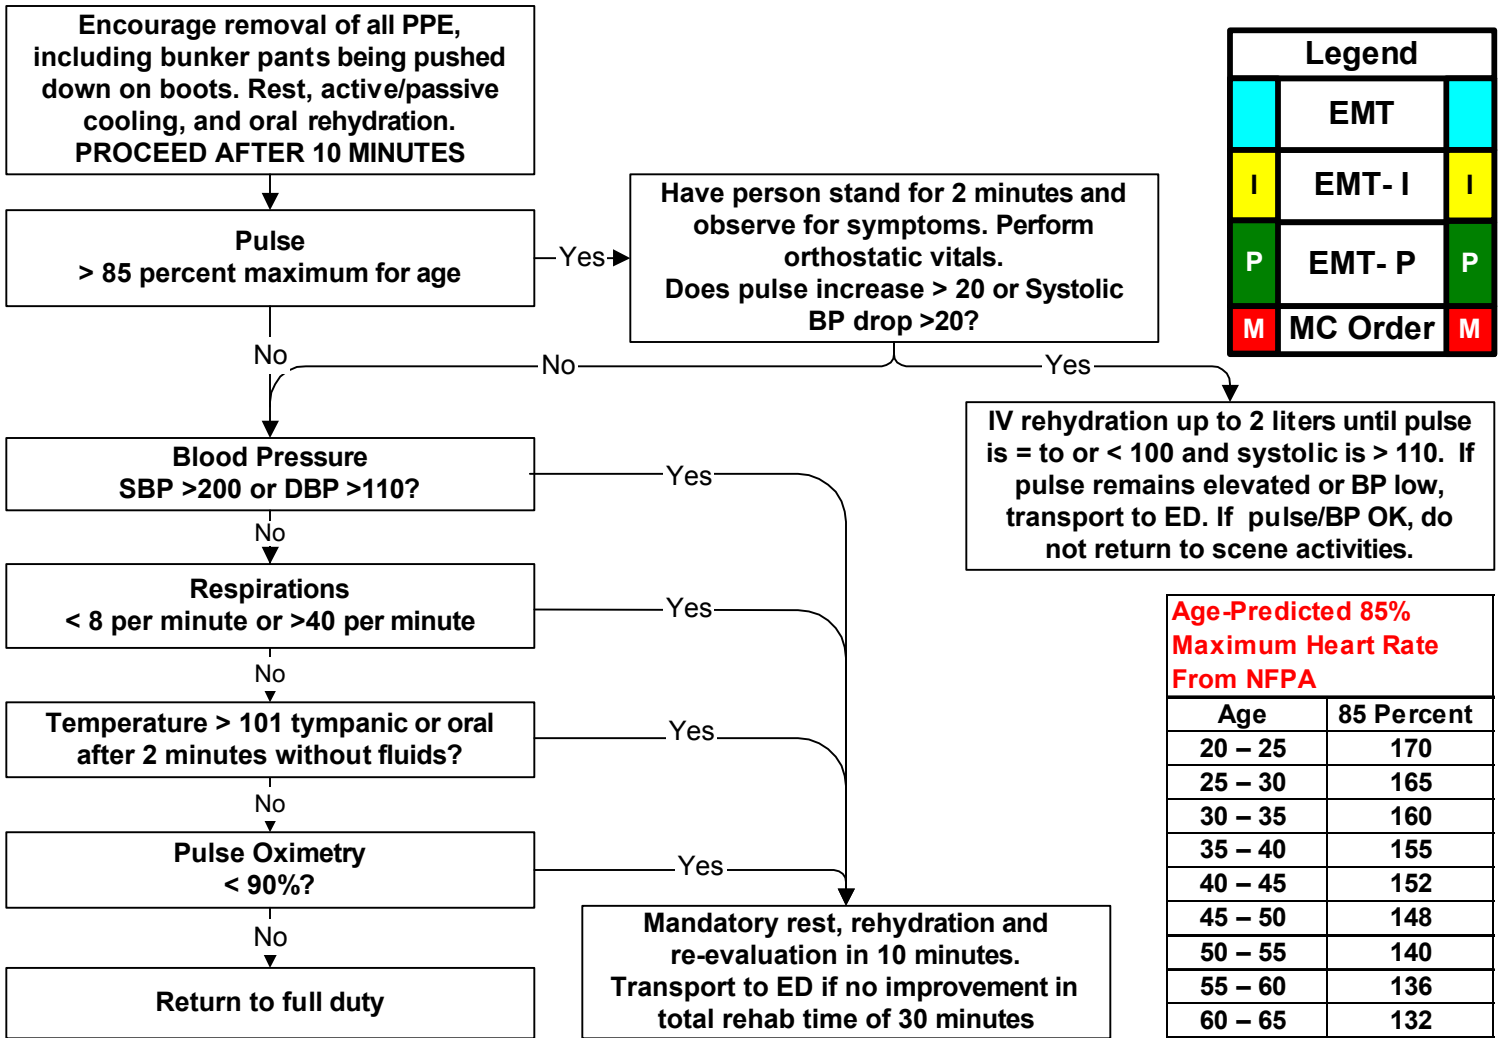 Encourage removal of all PPE,
including bunker pants being pushed
down on boots. Rest, active/passive
cooling, and oral rehydration.
PROCEED AFTER 10 MINUTES
Pulse
> 85 percent maximum for age
Yes
Have person stand for 2 minutes and
observe for symptoms. Perform
orthostatic vitals.
Does pulse increase > 20 or Systolic
BP drop >20?
Legend
EMT
I EMT- I I
P EMT- P P
M MC Order M
No
No
Yes
IV rehydration up to 2 liters until pulse
is = to or < 100 and systolic is > 110. If
pulse remains elevated or BP low,
transport to ED. If pulse/BP OK, do
not return to scene activities.
Blood Pressure
SBP >200 or DBP >110?
Yes
No
Respirations
< 8 per minute or >40 per minute
Yes
No
Temperature > 101 tympanic or oral
after 2 minutes without fluids?
Yes
No
Pulse Oximetry
< 90%?
Yes
No
Return to full duty
Mandatory rest, rehydration and
re-evaluation in 10 minutes.
Transport to ED if no improvement in
total rehab time of 30 minutes
Age-Predicted 85%
Maximum Heart Rate
From NFPA
Age 85 Percent
20 – 25 170
25 – 30 165
30 – 35 160
35 – 40 155
40 – 45 152
45 – 50 148
50 – 55 140
55 – 60 136
60 – 65 132